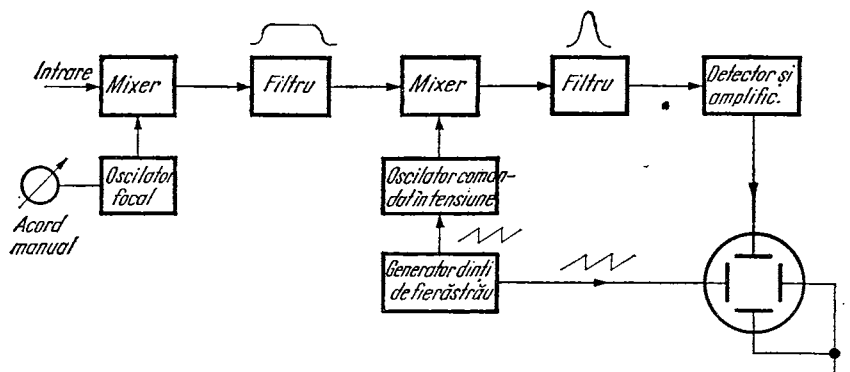 Intrare
Mixer
Filtru
Mixer
Filtru
Detector și
amplific.
Oscilator
focal
Acord
manual
Oscilator coman-
dat în tensiune
Generator dinți
de fierăstrău